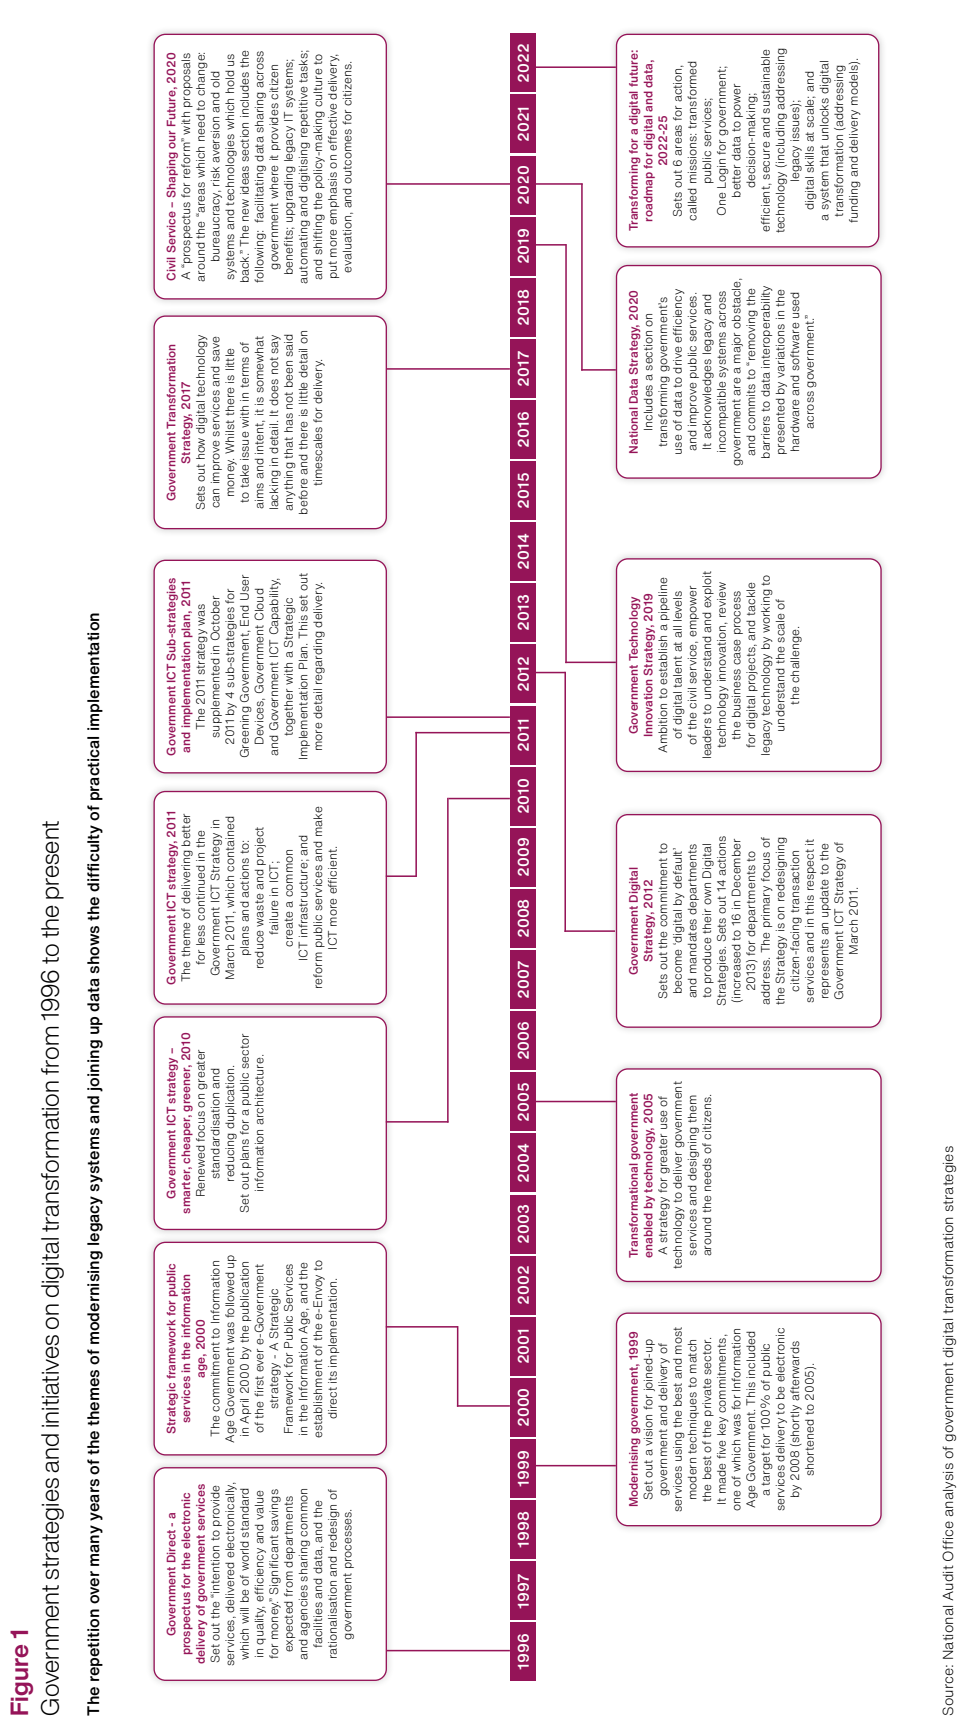 Figure 1
Government strategies and initiatives on digital transformation from 1996 to the present
The repetition over many years of the themes of modernising legacy systems and joining up data shows the difficulty of practical implementation
Government Direct - a
prospectus for the electronic
delivery of government services
Set out the “intention to provide
services, delivered electronically,
which will be of world standard
in quality, efficiency and value
for money.” Significant savings
expected from departments
and agencies sharing common
facilities and data, and the
rationalisation and redesign of
government processes.
Strategic framework for public
services in the information
age, 2000
The commitment to Information
Age Government was followed up
in April 2000 by the publication
of the first ever e-Government
strategy - A Strategic
Framework for Public Services
in the Information Age, and the
establishment of the e-Envoy to
direct its implementation.
Government ICT strategy –
smarter, cheaper, greener, 2010
Renewed focus on greater
standardisation and
reducing duplication.
Set out plans for a public sector
information architecture.
Government ICT strategy, 2011
The theme of delivering better
for less continued in the
Government ICT Strategy in
March 2011, which contained
plans and actions to:
reduce waste and project
failure in ICT;
create a common
ICT infrastructure; and
reform public services and make
ICT more efficient.
Government ICT Sub-strategies
and implementation plan, 2011
The 2011 strategy was
supplemented in October
2011 by 4 sub-strategies for
Greening Government, End User
Devices, Government Cloud
and Government ICT Capability,
together with a Strategic
Implementation Plan. This set out
more detail regarding delivery.
Government Transformation
Strategy, 2017
Sets out how digital technology
can improve services and save
money. Whilst there is little
to take issue with in terms of
aims and intent, it is somewhat
lacking in detail. It does not say
anything that has not been said
before and there is little detail on
timescales for delivery.
Civil Service – Shaping our Future, 2020
A “prospectus for reform” with proposals
around the “areas which need to change:
bureaucracy, risk aversion and old
systems and technologies which hold us
back.” The new ideas section includes the
following: facilitating data sharing across
government where it provides citizen
benefits; upgrading legacy IT systems;
automating and digitising repetitive tasks;
and shifting the policy-making culture to
put more emphasis on effective delivery,
evaluation, and outcomes for citizens.
1996 1997 1998 1999 2000 2001 2002 2003 2004 2005 2006 2007 2008 2009 2010 2011 2012 2013 2014 2015 2016 2017 2018 2019 2020 2021 2022
Modernising government, 1999
Set out a vision for joined-up
government and delivery of
services using the best and most
modern techniques to match
the best of the private sector.
It made five key commitments,
one of which was for Information
Age Government. This included
a target for 100% of public
services delivery to be electronic
by 2008 (shortly afterwards
shortened to 2005).
Transformational government
enabled by technology, 2005
A strategy for greater use of
technology to deliver government
services and designing them
around the needs of citizens.
Government Digital
Strategy, 2012
Sets out the commitment to
become ‘digital by default’
and mandates departments
to produce their own Digital
Strategies. Sets out 14 actions
(increased to 16 in December
2013) for departments to
address. The primary focus of
the Strategy is on redesigning
citizen-facing transaction
services and in this respect it
represents an update to the
Government ICT Strategy of
March 2011.
Government Technology
Innovation Strategy, 2019
Ambition to establish a pipeline
of digital talent at all levels
of the civil service, empower
leaders to understand and exploit
technology innovation, review
the business case process
for digital projects, and tackle
legacy technology by working to
understand the scale of
the challenge.
National Data Strategy, 2020
Includes a section on
transforming government’s
use of data to drive efficiency
and improve public services.
It acknowledges legacy and
incompatible systems across
government are a major obstacle,
and commits to “removing the
barriers to data interoperability
presented by variations in the
hardware and software used
across government.”
Transforming for a digital future:
roadmap for digital and data,
2022-25
Sets out 6 areas for action,
called missions: transformed
public services;
One Login for government;
better data to power
decision-making;
efficient, secure and sustainable
technology (including addressing
legacy issues);
digital skills at scale; and
a system that unlocks digital
transformation (addressing
funding and delivery models).
Source: National Audit Office analysis of government digital transformation strategies